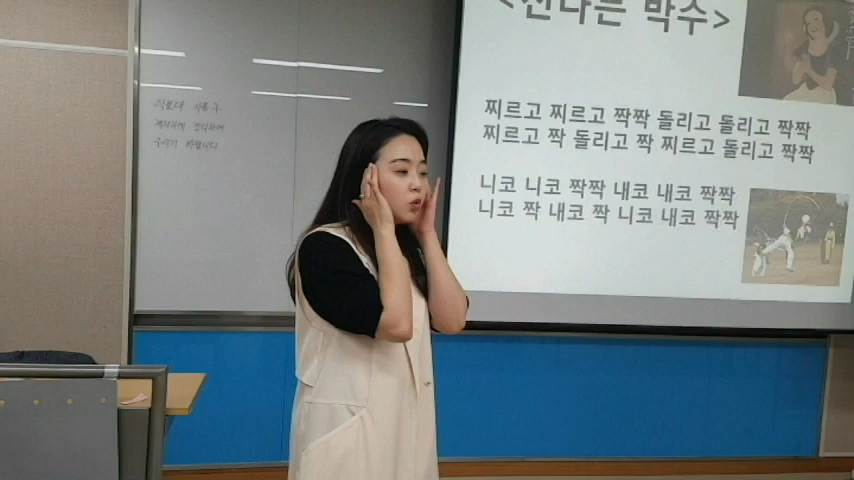 <신나는 박수>
찌르고 찌르고 짝짝 돌리고 돌리고 짝짝
찌르고 짝 돌리고 짝 찌르고 돌리고 짝짝
니코 니코 짝짝 내코 내코 짝짝
니코 짝 내코 짝 니코 내코 짝짝